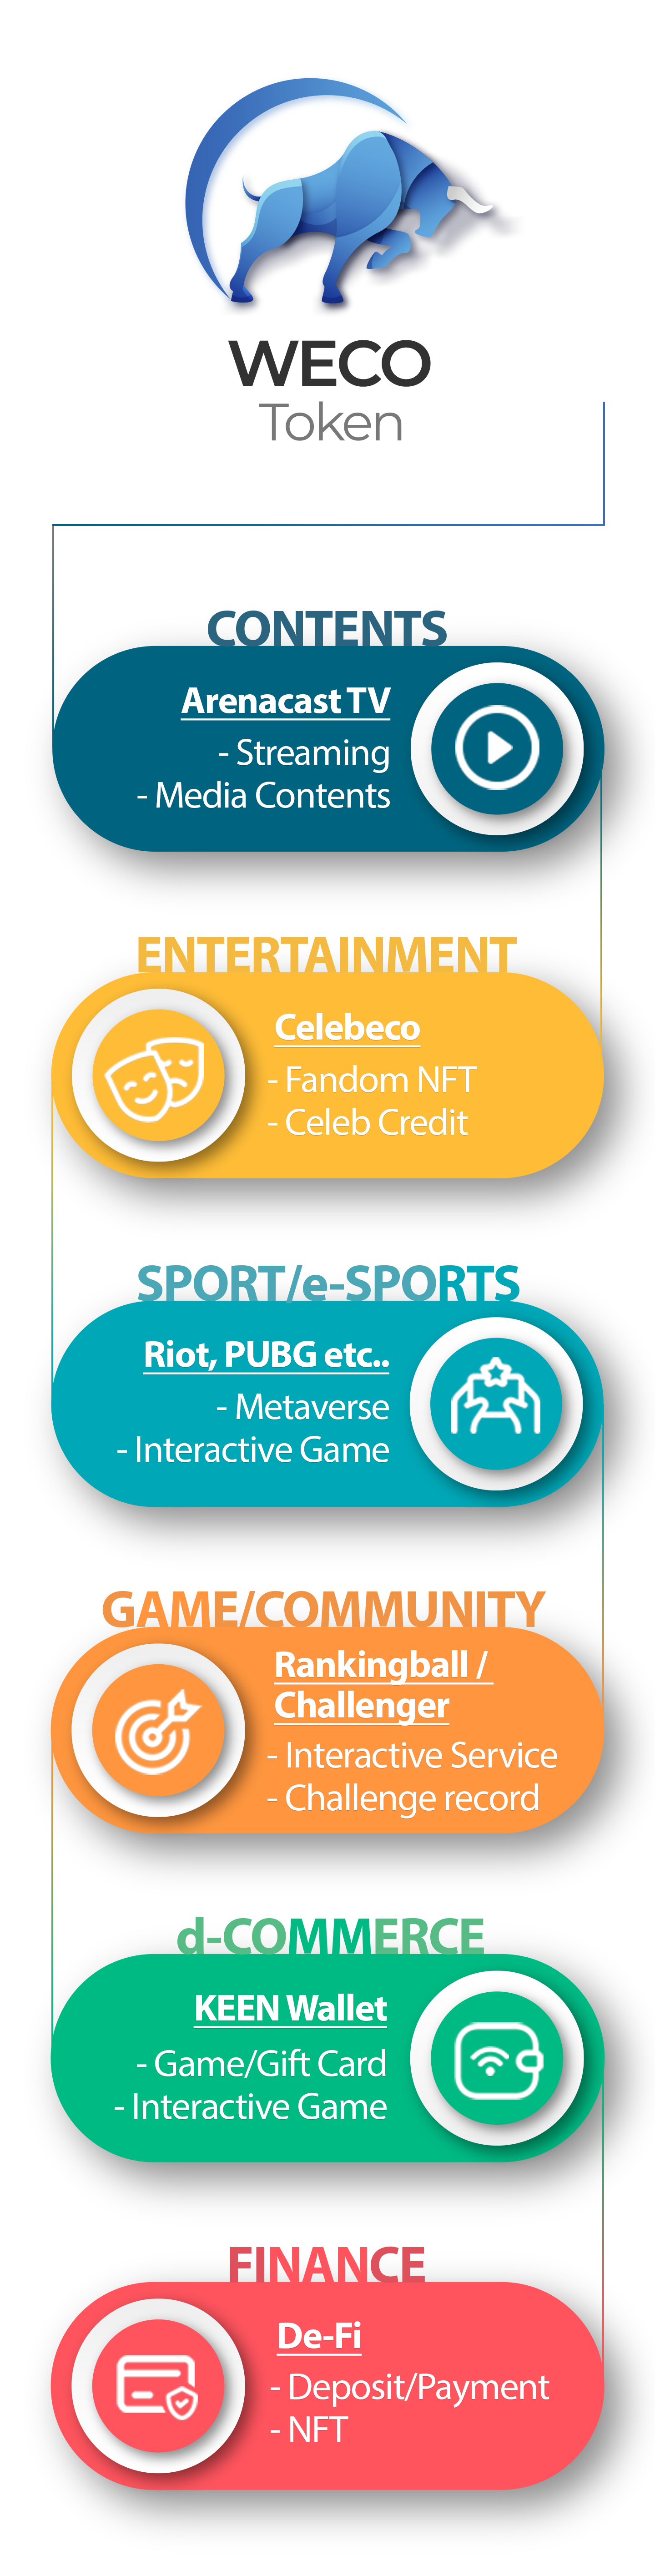 WECO
Token
CONTENTS
Arenacast TV
- Streaming
- Media Contents
ENTERTAINMENT
Celebeco
- Fandom NFT
- Celeb Credit
SPORT/e-SPORTS
Riot, PUBG etc..
- Metaverse
- Interactive Game
GAME/COMMUNITY
Rankingball /
Challenger
- Interactive Service
- Challenge record
d-COMMERCE
KEEN Wallet
- Game/Gift Card
- Interactive Game
FINANCE
De-Fi
- Deposit/Payment
- NFT